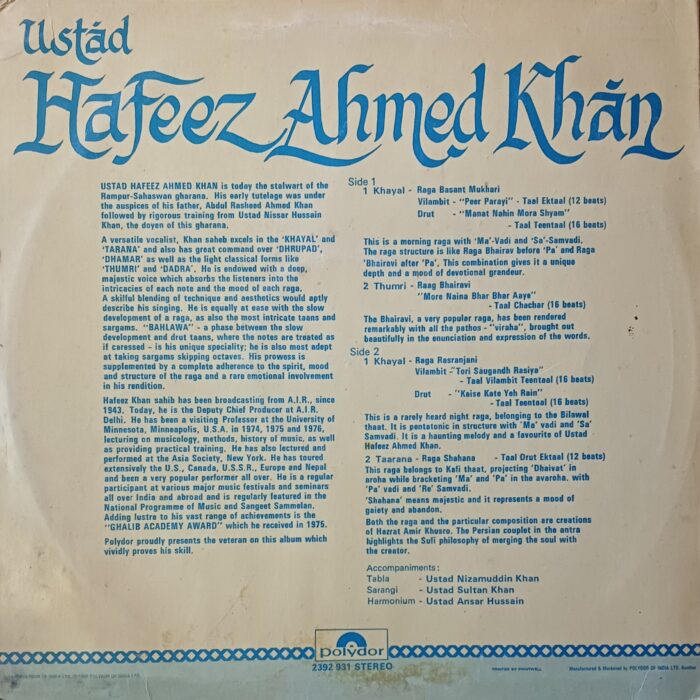 Ustád
Hafeez Ahmed Khán
USTAD HAFEEZ AHMED KHAN is today the stalwart of the
Rampur-Sahaswan gharana. His early tutelage was under
the auspices of his father, Abdul Rasheed Ahmed Khan
followed by rigorous training from Ustad Nissar Hussain
Khan, the doyen of this gharana.
A versatile vocalist, Khan saheb excels in the 'KHAYAL' and
'TARANA' and also has great command over 'DHRUPAD',
'DHAMAR' as well as the light classical forms like
'THUMRI' and 'DADRA'. He is endowed with a deep,
majestic voice which absorbs the listeners into the
intricacies of each note and the mood of each raga.
A skilful blending of technique and aesthetics would aptly
describe his singing. He is equally at ease with the slow
development of a raga, as also the most intricate taans and
sargams. "BAHLAWA" - a phase between the slow
development and drut taans, where the notes are treated as
if caressed - is his unique speciality; he is also most adept
at taking sargams skipping octaves. His prowess is
supplemented by a complete adherence to the spirit, mood
and structure of the raga and a rare emotional involvement
in his rendition.
Hafeez Khan sahib has been broadcasting from A.I.R., since
1943. Today, he is the Deputy Chief Producer at A.I.R.
Delhi. He has been a visiting Professor at the University of
Minnesota, Minneapolis, U.S.A. in 1974, 1975 and 1976,
lecturing on musicology, methods, history of music, as well
as providing practical training. He has also lectured and
performed at the Asia Society, New York. He has toured
extensively the U.S., Canada, U.S.S.R., Europe and Nepal
and been a very popular performer all over. He is a regular
participant at various major music festivals and seminars
all over India and abroad and is regularly featured in the
National Programme of Music and Sangeet Sammelan.
Adding lustre to his vast range of achievements is the
"GHALIB ACADEMY AWARD" which he received in 1975.
Polydor proudly presents the veteran on this album which
vividly proves his skill.
Side 1
1 Khayal - Raga Basant Mukhari
Vilambit - "Peer Parayi" - Taal Ektaal (12 beats)
Drut - "Manat Nahin Mora Shyam"
- Taal Teentaal (16 beats)
This is a morning raga with 'Ma'-Vadi and 'Sa'-Samvadi.
The raga structure is like Raga Bhairav before 'Pa' and Raga
'Bhairavi after 'Pa'. This combination gives it a unique
depth and a mood of devotional grandeur.
2 Thumri - Raag Bhairavi
"More Naina Bhar Bhar Aaye"
- Taal Chachar (16 beats)
The Bhairavi, a very popular raga, has been rendered
remarkably with all the pathos - "viraha", brought out
beautifully in the enunciation and expression of the words.
Side 2
1 Khayal - Raga Rasranjani
Vilambit - "Tori Saugandh Rasiya"
- Taal Vilambit Teentaal (16 beats)
Drut - "Kaise Kate Yeh Rain"
- Taal Teentaal (16 beats)
This is a rarely heard night raga, belonging to the Bilawal
thaat. It is pentatonic in structure with 'Ma' vadi and 'Sa'
Samvadi. It is a haunting melody and a favourite of Ustad
Hafeez Ahmed Khan.
2 Taarana - Raga Shahana - Taal Drut Ektaal (12 beats)
This raga belongs to Kafi thaat, projecting 'Dhaivat' in
aroha while bracketing 'Ma' and 'Pa' in the avaroha. with
'Pa' vadi and 'Re' Samvadi.
'Shahana' means majestic and it represents a mood of
gaiety and abandon.
Both the raga and the particular composition are creations
of Hazrat Amir Khusro. The Persian couplet in the antra
highlights the Sufi philosophy of merging the soul with
the creator.
Accompaniments:
Tabla - Ustad Nizamuddin Khan
Sarangi - Ustad Sultan Khan
Harmonium - Ustad Ansar Hussain
polydor
2392 931 STEREO
POLYDOR OF INDIA LTD.
POLYDOR OF INDIA LTD.
Manufactured & Marketed by POLYDOR OF INDIA LTD.